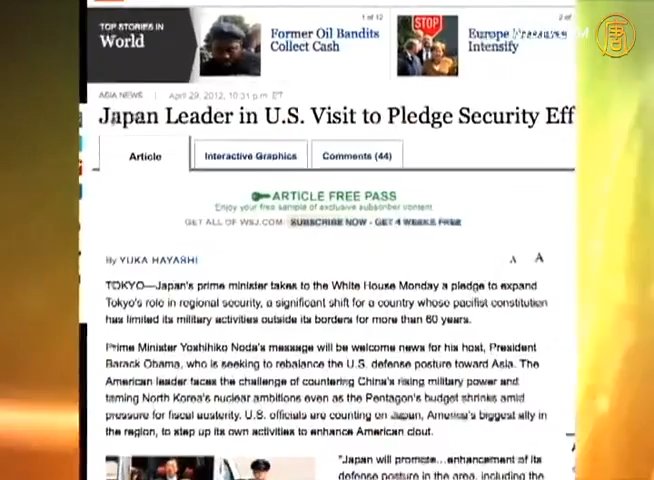 TOP STORIES IN
World
1 of 12
Former Oil Bandits
Collect Cash
STOP
2 of
Europe Pressures
Intensify
唐
ASIA NEWS | April 29, 2012, 10:31 p.m. ET
Japan Leader in U.S. Visit to Pledge Security Eff
Article
Interactive Graphics
Comments (44)
ARTICLE FREE PASS
Enjoy your free sample of exclusive subscriber content.
GET ALL OF WSJ.COM: SUBSCRIBE NOW - GET 4 WEEKS FREE
By YUKA HAYASHI
A A
TOKYO—Japan's prime minister takes to the White House Monday a pledge to expand
Tokyo's role in regional security, a significant shift for a country whose pacifist constitution
has limited its military activities outside its borders for more than 60 years.
Prime Minister Yoshihiko Noda's message will be welcome news for his host, President
Barack Obama, who is seeking to rebalance the U.S. defense posture toward Asia. The
American leader faces the challenge of countering China's rising military power and
taming North Korea's nuclear ambitions even as the Pentagon's budget shrinks amid
pressure for fiscal austerity. U.S. officials are counting on Japan, America's biggest ally in
the region, to step up its own activities to enhance American clout.
"Japan will promote...enhancement of its
defense posture in the area, including the